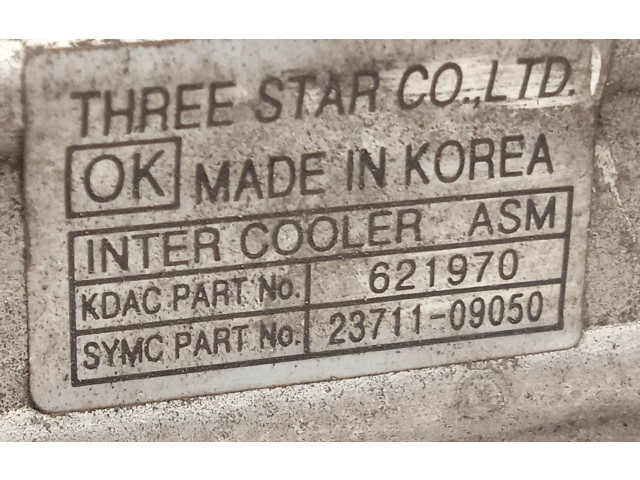 THREE STAR CO.,LTD.
OK MADE IN KOREA
INTER COOLER ASM
KDAC PART No. 621970
SYMC PART No. 23711-09050